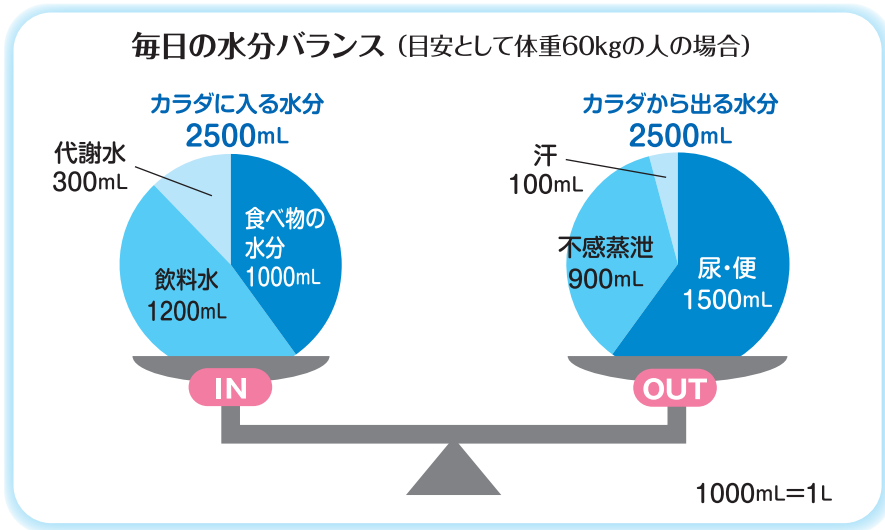 毎日の水分バランス（目安として体重60kgの人の場合）
カラダに入る水分
2500mL
代謝水
300mL
食べ物の
水分
1000mL
飲料水
1200mL
IN
カラダから出る水分
2500mL
汗
100mL
不感蒸泄
900mL
尿・便
1500mL
OUT
1000mL=1L